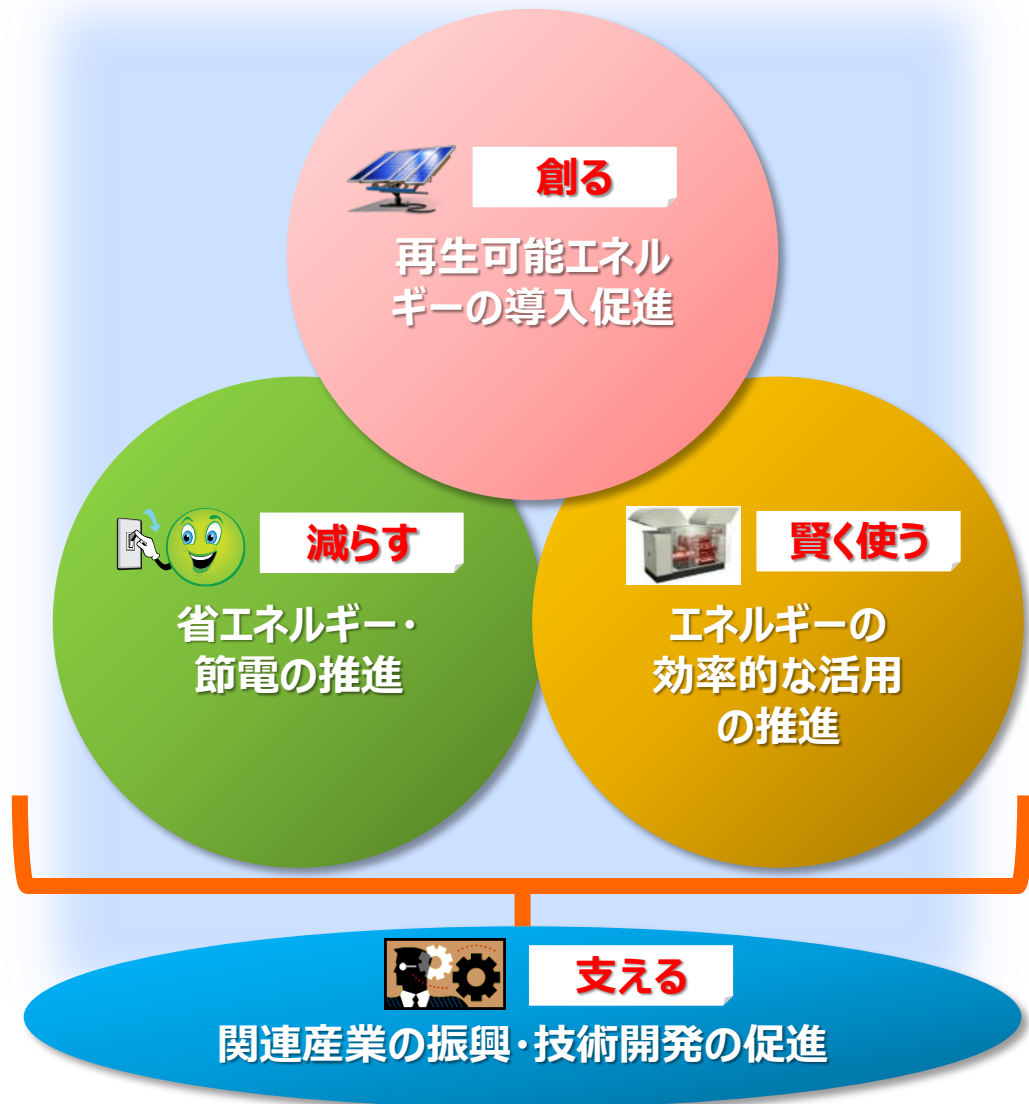 創る
再生可能エネル
ギーの導入促進
減らす
省エネルギー・
節電の推進
賢く使う
エネルギーの
効率的な活用
の推進
支える
関連産業の振興・技術開発の促進